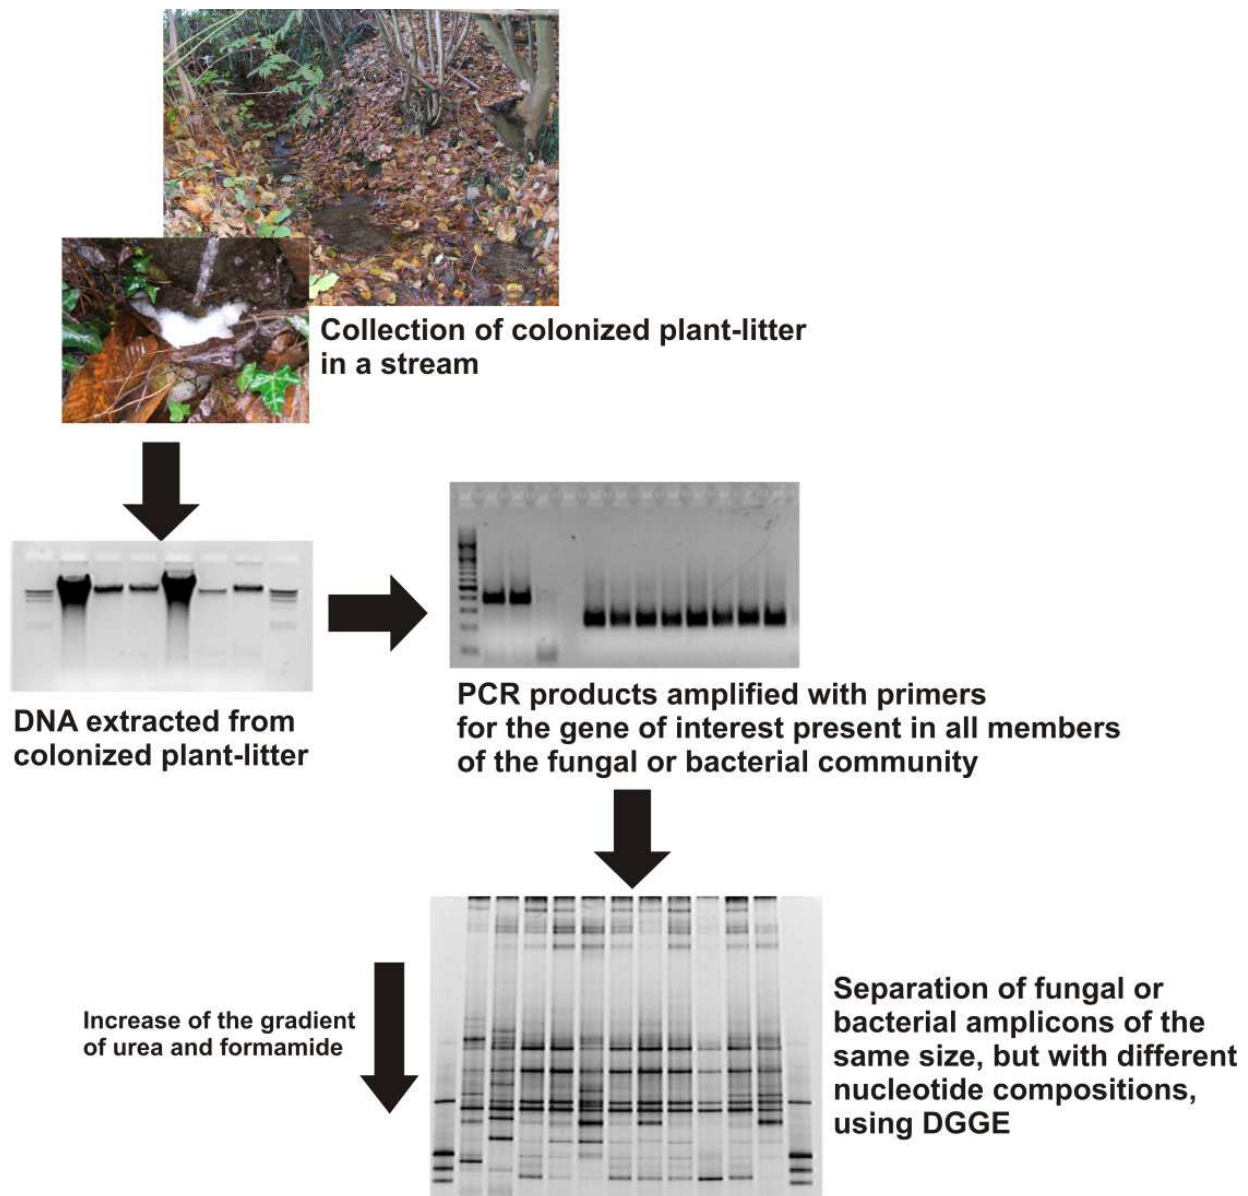 Collection of colonized plant-litter
in a stream
DNA extracted from
colonized plant-litter
PCR products amplified with primers
for the gene of interest present in all members
of the fungal or bacterial community
Increase of the gradient
of urea and formamide
Separation of fungal or
bacterial amplicons of the
same size, but with different
nucleotide compositions,
using DGGE